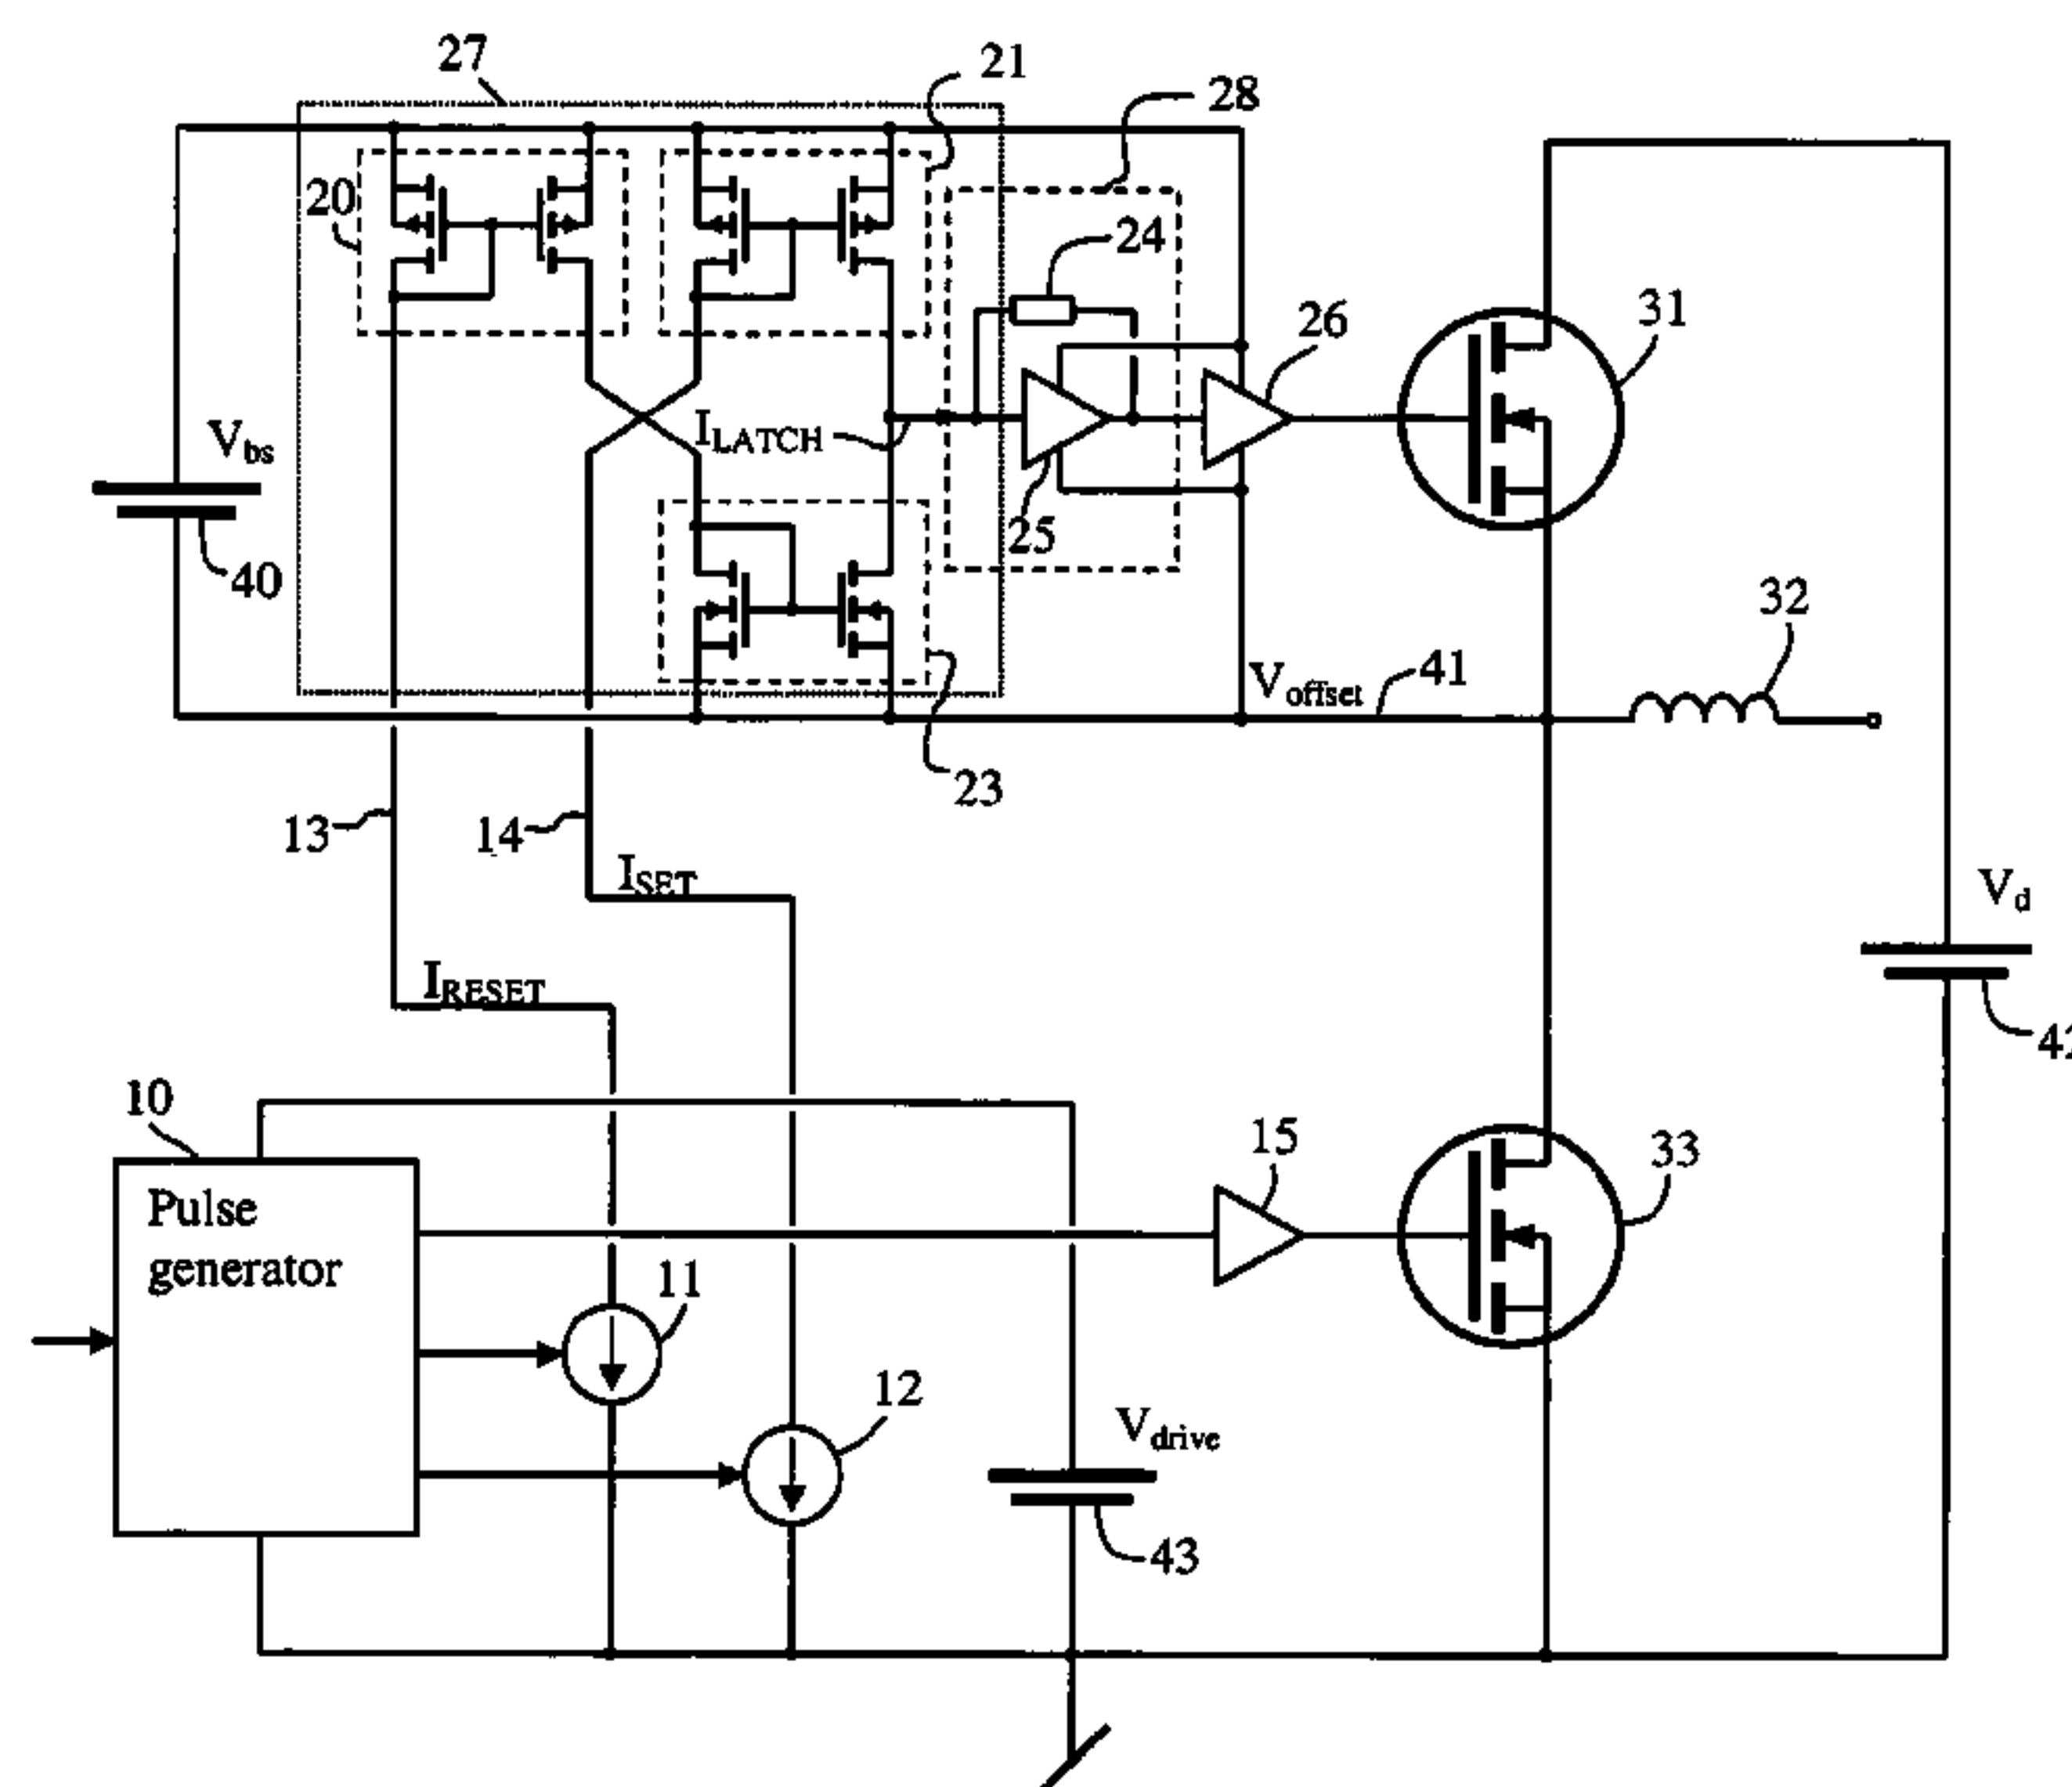 27
21
28
20
24
26
31
I_LATCH
V_bs
25
40
32
V_offset
41
23
13
14
I_SET
V_d
I_RESET
10
15
33
Pulse
generator
11
12
V_drive
43